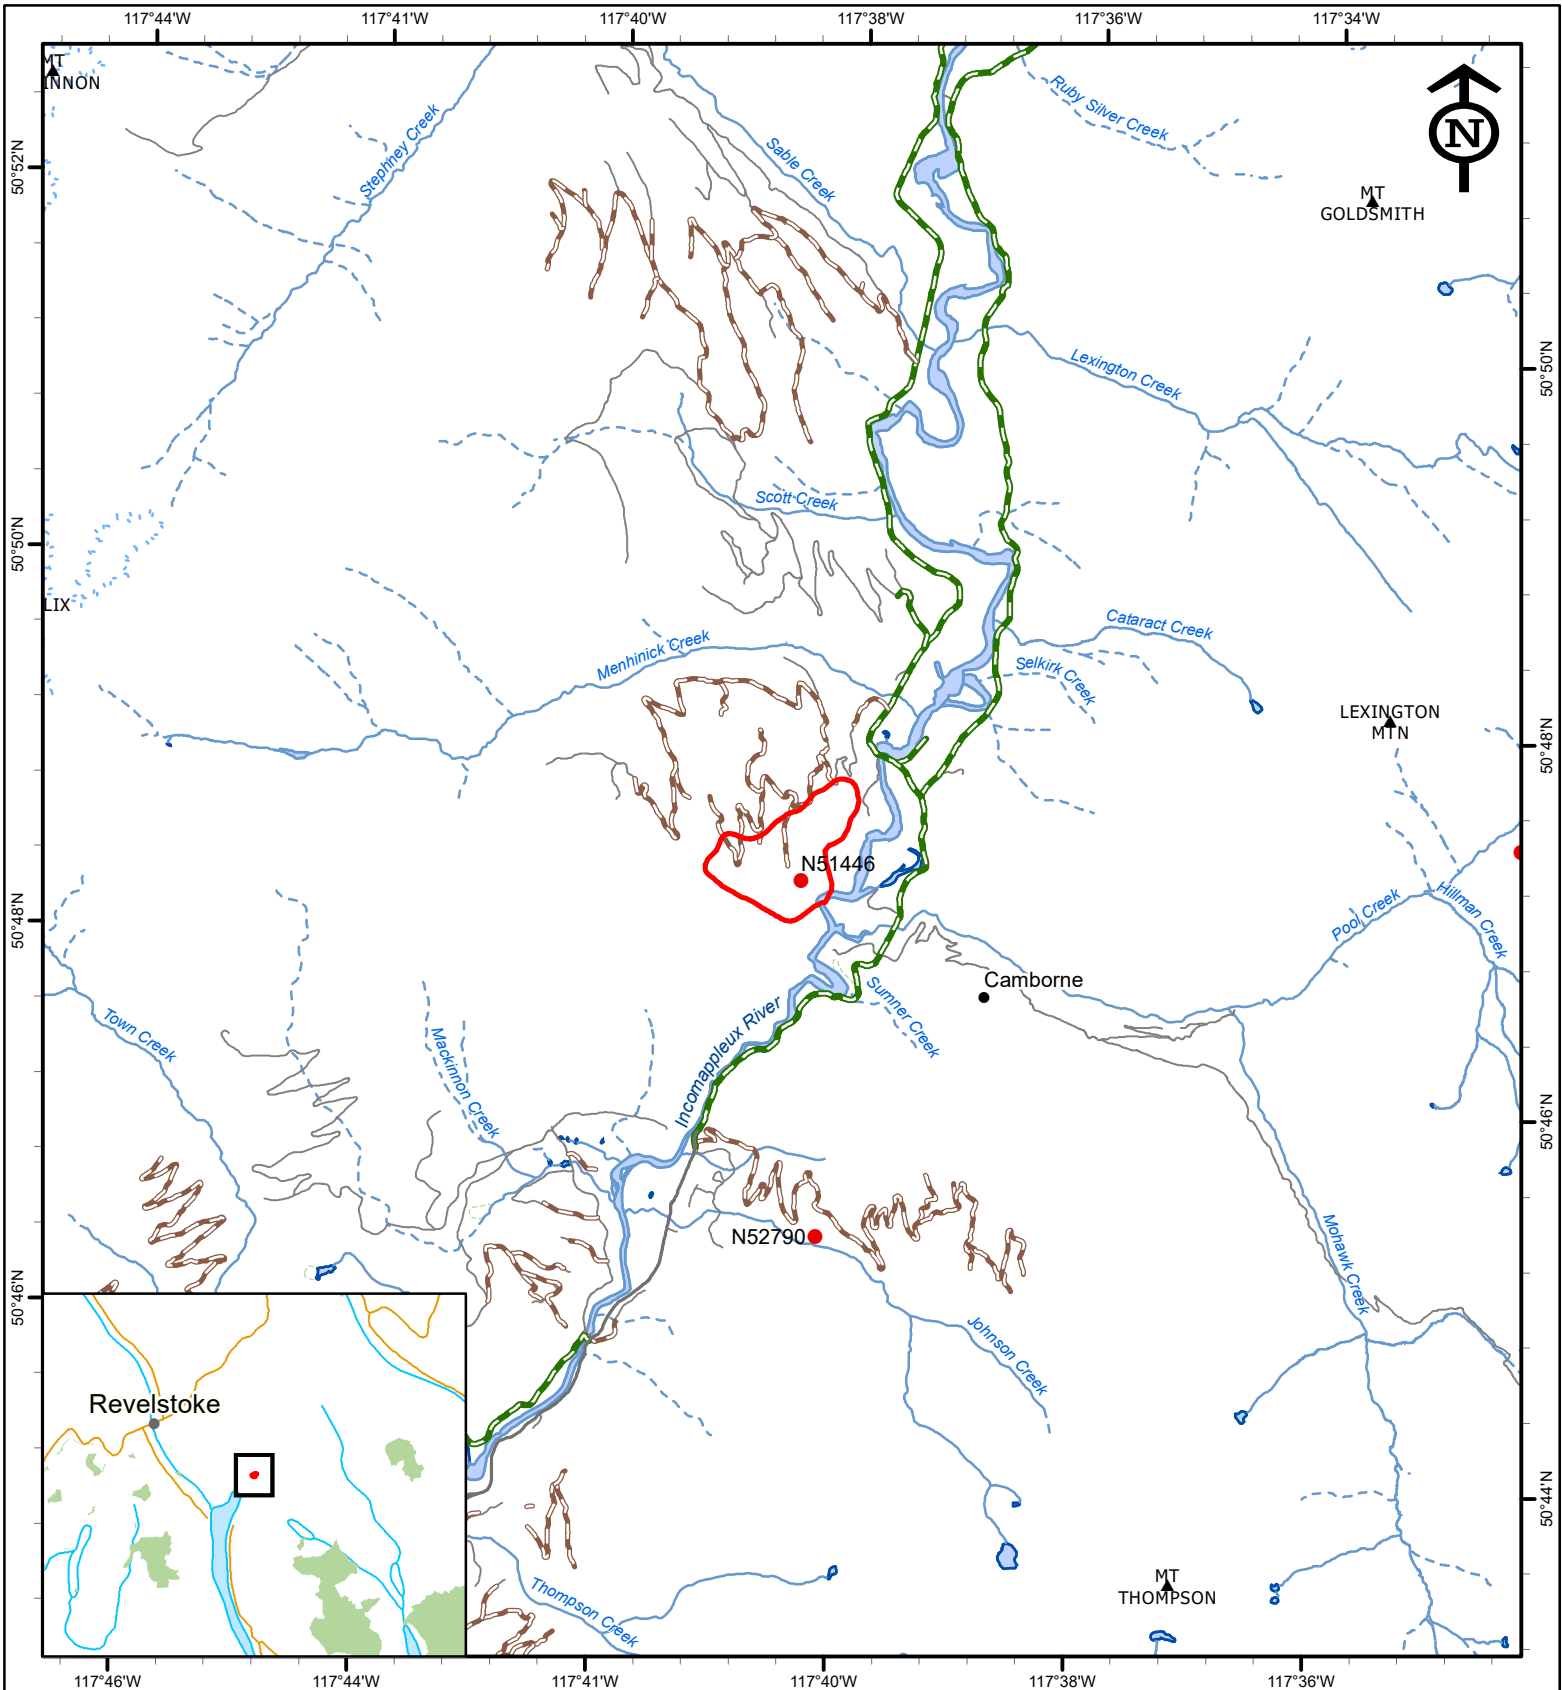 117°44'W
117°41'W
117°40'W
117°38'W
117°36'W
117°34'W
MT
INNON
N
Ruby Silver Creek
Stephney Creek
Sable Creek
50°52'N
MT
GOLDSMITH
Lexington Creek
50°50'N
Scott Creek
50°50'N
LIX
Cataract Creek
Menhinick Creek
Selkirk Creek
LEXINGTON
MTN
50°48'N
N51446
50°48'N
Pool Creek
Hillman Creek
Camborne
Sumner Creek
Incomappleux River
Town Creek
Mackinnon Creek
50°46'N
N52790
Mohawk Creek
50°46'N
Johnson Creek
Revelstoke
50°44'N
MT
THOMPSON
Thompson Creek
117°46'W
117°44'W
117°41'W
117°40'W
117°38'W
117°36'W